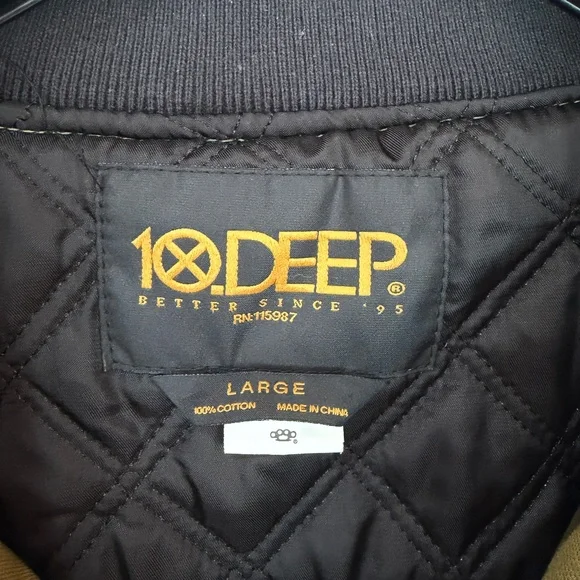 10.DEEP®
BETTER SINCE '95
RN:115987
LARGE
100% COTTON MADE IN CHINA
®